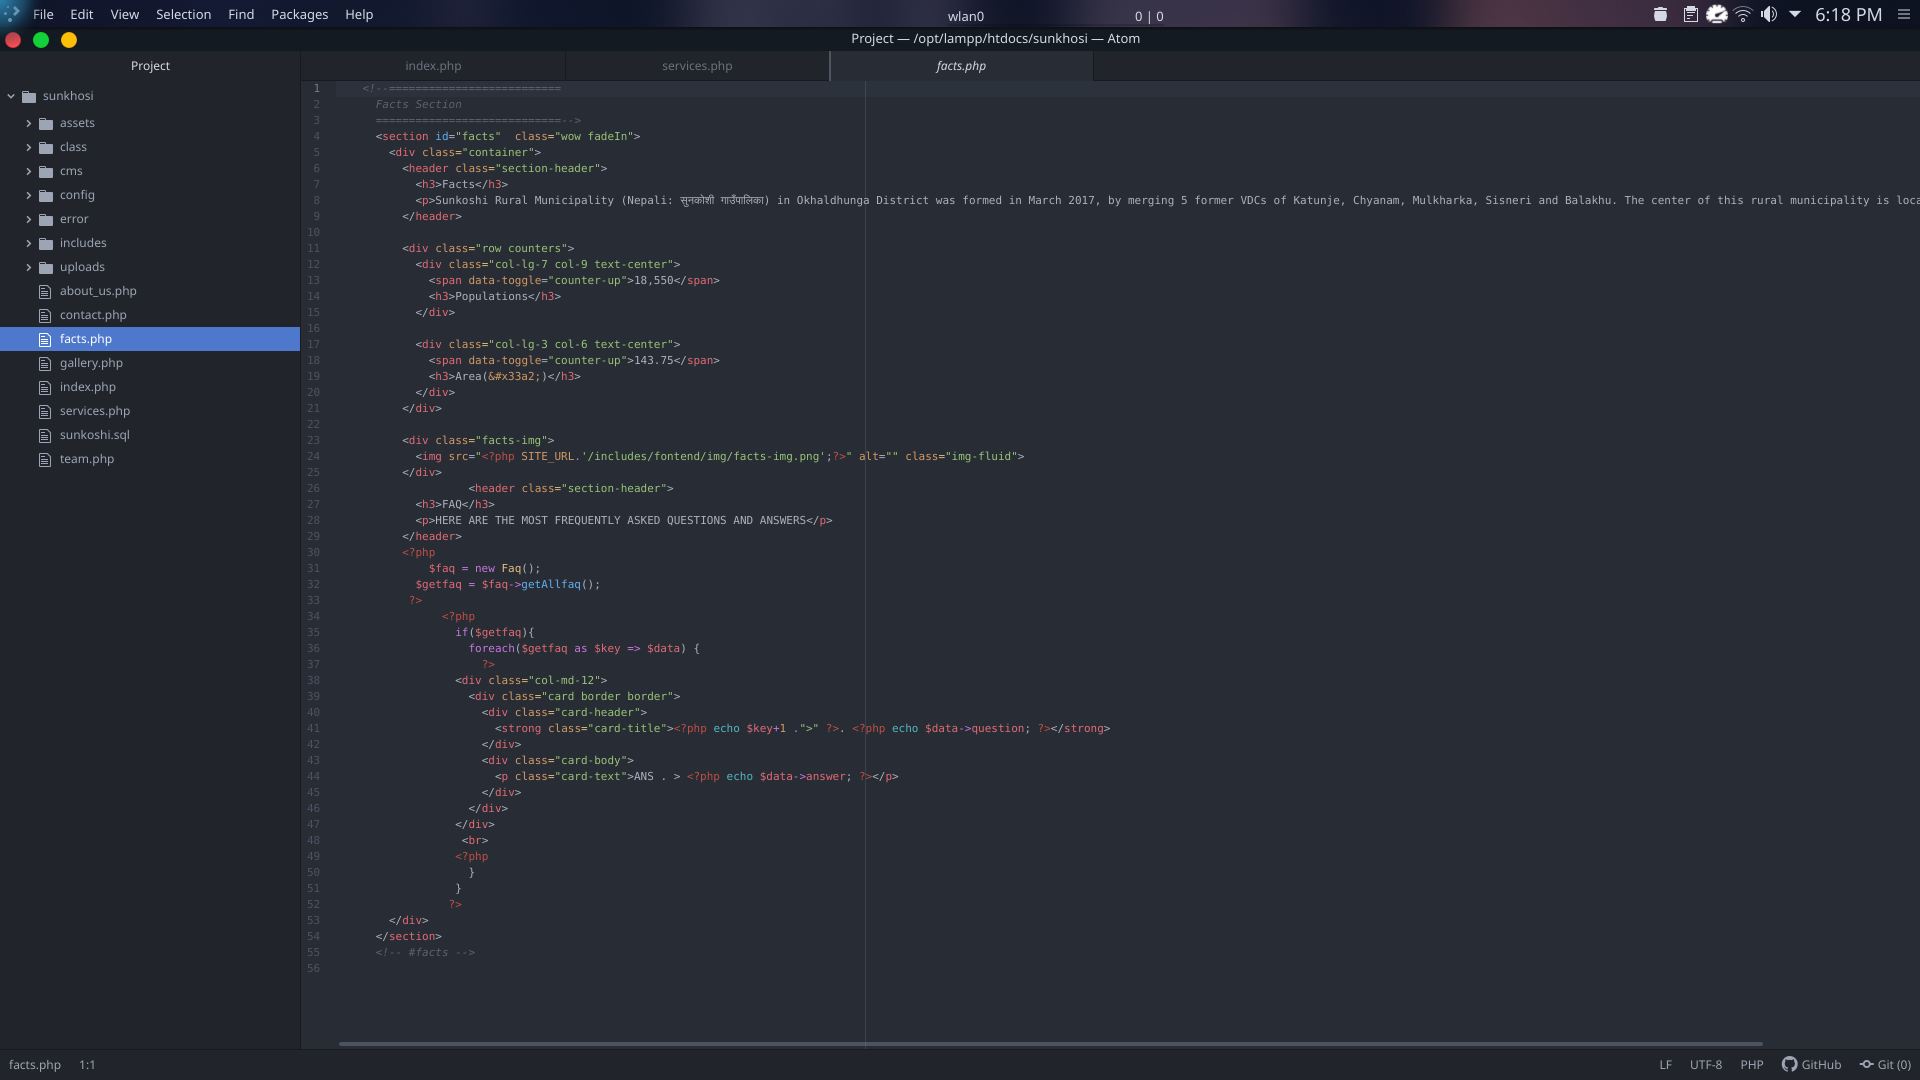 File Edit View Selection Find Packages Help
wlan0 0 | 0
6:18 PM
Project — /opt/lampp/htdocs/sunkhosi — Atom
Project
index.php services.php facts.php
sunkhosi
assets
class
cms
config
error
includes
uploads
about_us.php
contact.php
facts.php
gallery.php
index.php
services.php
sunkoshi.sql
team.php
1 <!--==========================
2 Facts Section
3 ============================-->
4 <section id="facts"  class="wow fadeIn">
5 <div class="container">
6 <header class="section-header">
7 <h3>Facts</h3>
8 <p>Sunkoshi Rural Municipality (Nepali: सुनकोशी गाउँपालिका) in Okhaldhunga District was formed in March 2017, by merging 5 former VDCs of Katunje, Chyanam, Mulkharka, Sisneri and Balakhu. The center of this rural municipality is loca
9 </header>
10
11 <div class="row counters">
12 <div class="col-lg-7 col-9 text-center">
13 <span data-toggle="counter-up">18,550</span>
14 <h3>Populations</h3>
15 </div>
16
17 <div class="col-lg-3 col-6 text-center">
18 <span data-toggle="counter-up">143.75</span>
19 <h3>Area(&#x33a2;)</h3>
20 </div>
21 </div>
22
23 <div class="facts-img">
24 <img src="<?php SITE_URL.'/includes/fontend/img/facts-img.png';?>" alt="" class="img-fluid">
25 </div>
26 <header class="section-header">
27 <h3>FAQ</h3>
28 <p>HERE ARE THE MOST FREQUENTLY ASKED QUESTIONS AND ANSWERS</p>
29 </header>
30 <?php
31 $faq = new Faq();
32 $getfaq = $faq->getAllfaq();
33 ?>
34 <?php
35 if($getfaq){
36 foreach($getfaq as $key => $data) {
37 ?>
38 <div class="col-md-12">
39 <div class="card border border">
40 <div class="card-header">
41 <strong class="card-title"><?php echo $key+1 .">" ?>. <?php echo $data->question; ?></strong>
42 </div>
43 <div class="card-body">
44 <p class="card-text">ANS . > <?php echo $data->answer; ?></p>
45 </div>
46 </div>
47 </div>
48 <br>
49 <?php
50 }
51 }
52 ?>
53 </div>
54 </section>
55 <!-- #facts -->
56
facts.php 1:1
LF UTF-8 PHP GitHub Git (0)